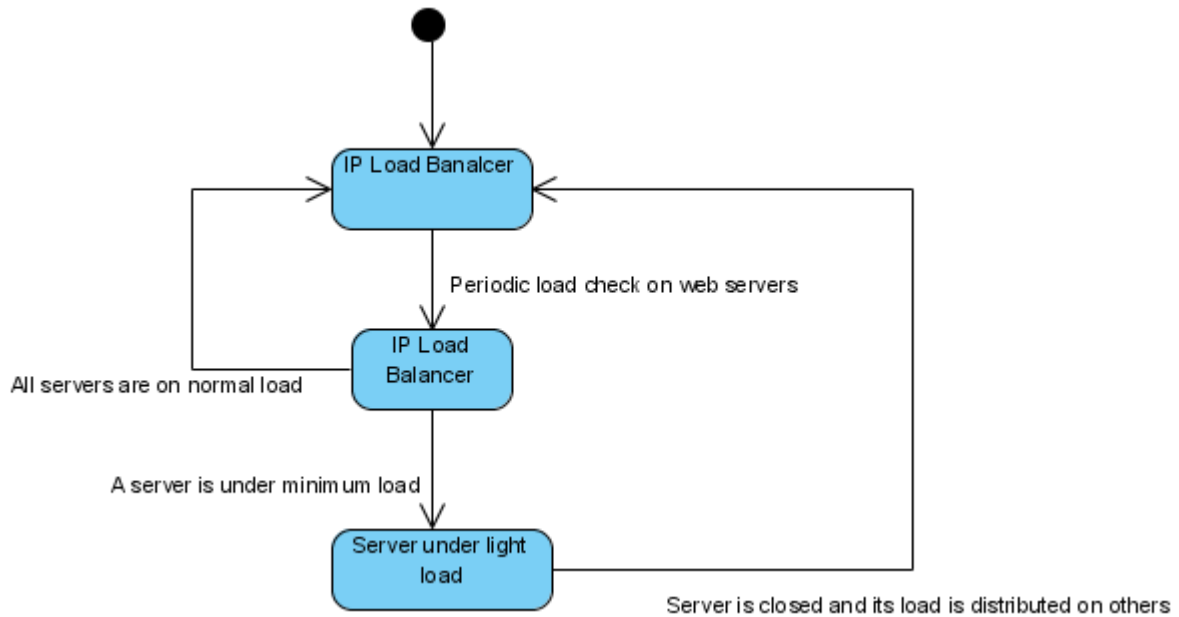 IP Load Banalcer
Periodic load check on web servers
IP Load
Balancer
All servers are on normal load
A server is under minimum load
Server under light
load
Server is closed and its load is distributed on others